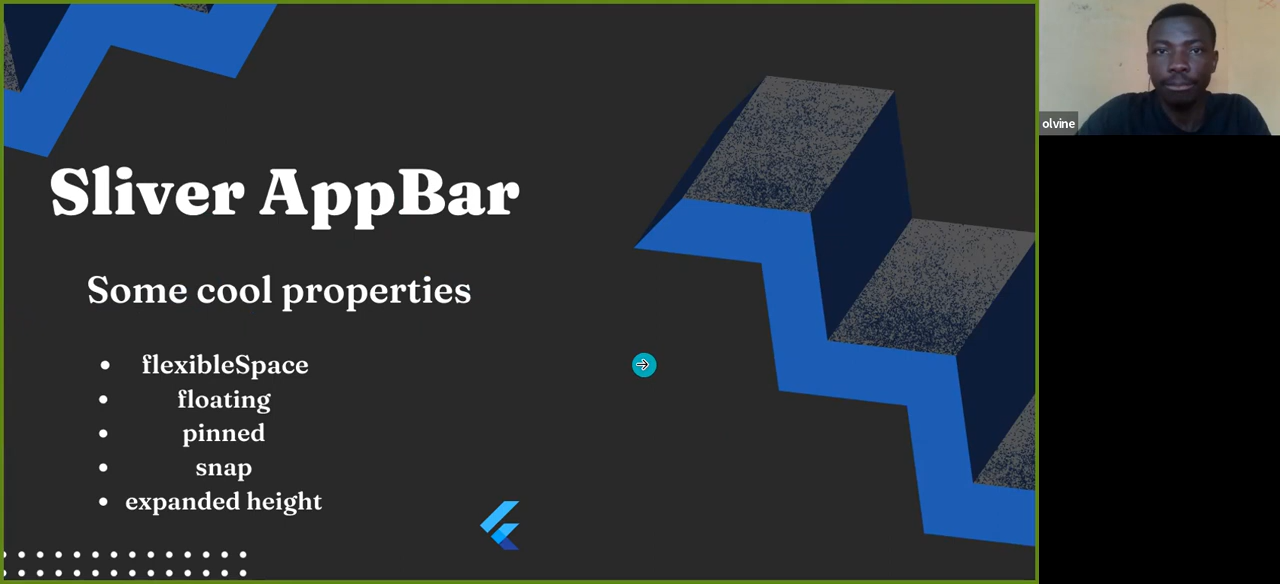 Sliver AppBar
Some cool properties
• flexibleSpace
• floating
• pinned
• snap
• expanded height
olvine